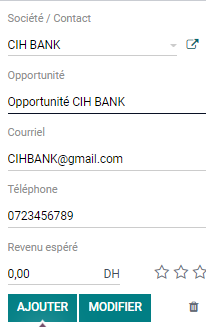 Société / Contact
CIH BANK
Opportunité
Opportunité CIH BANK
Courriel
CIHBANK@gmail.com
Téléphone
0723456789
Revenu espéré
0,00 DH
AJOUTER MODIFIER